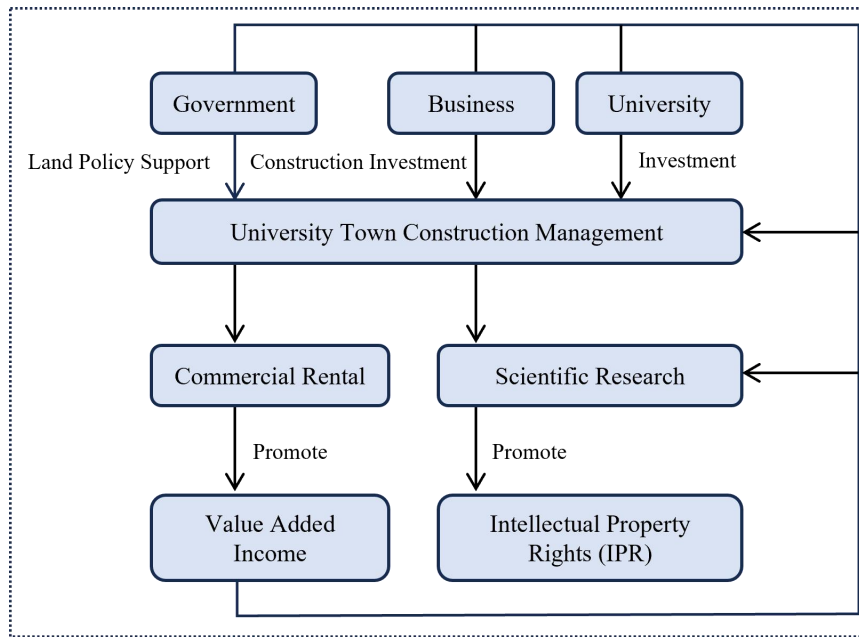 Government
Business
University
Land Policy Support
Construction Investment
Investment
University Town Construction Management
Commercial Rental
Scientific Research
Promote
Promote
Value Added
Income
Intellectual Property
Rights (IPR)